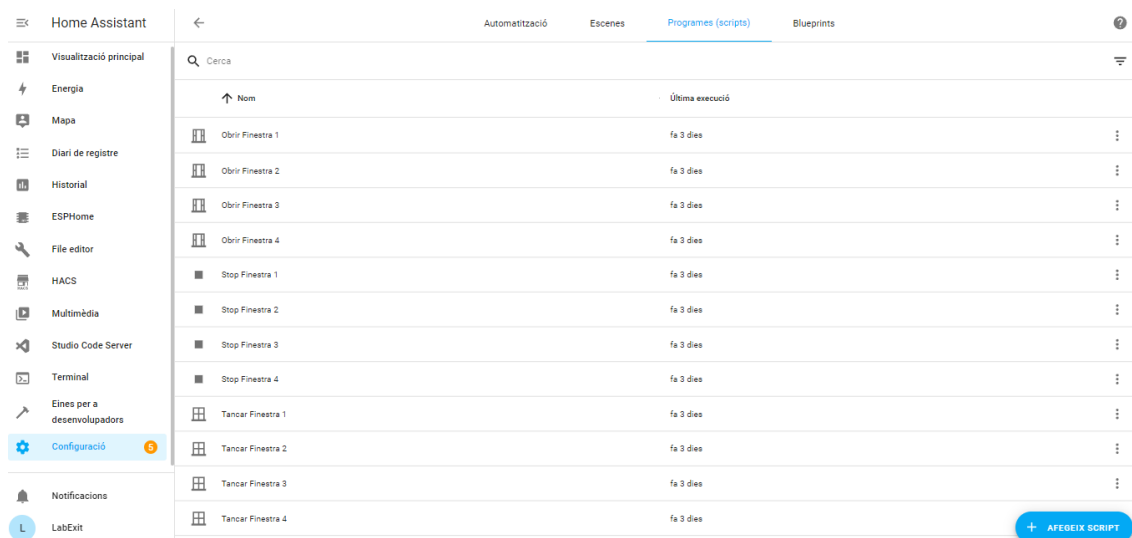 Home Assistant
Automatització
Escenes
Programes (scripts)
Blueprints
Visualització principal
Energia
Mapa
Diari de registre
Historial
ESPHome
File editor
HACS
HACS
Multimèdia
Studio Code Server
Terminal
Eines per a
desenvolupadors
Configuració
5
Notificacions
L
LabExit
Cerca
Nom
Última execució
Obrir Finestra 1
fa 3 dies
Obrir Finestra 2
fa 3 dies
Obrir Finestra 3
fa 3 dies
Obrir Finestra 4
fa 3 dies
Stop Finestra 1
fa 3 dies
Stop Finestra 2
fa 3 dies
Stop Finestra 3
fa 3 dies
Stop Finestra 4
fa 3 dies
Tancar Finestra 1
fa 3 dies
Tancar Finestra 2
fa 3 dies
Tancar Finestra 3
fa 3 dies
Tancar Finestra 4
fa 3 dies
AFEGEIX SCRIPT